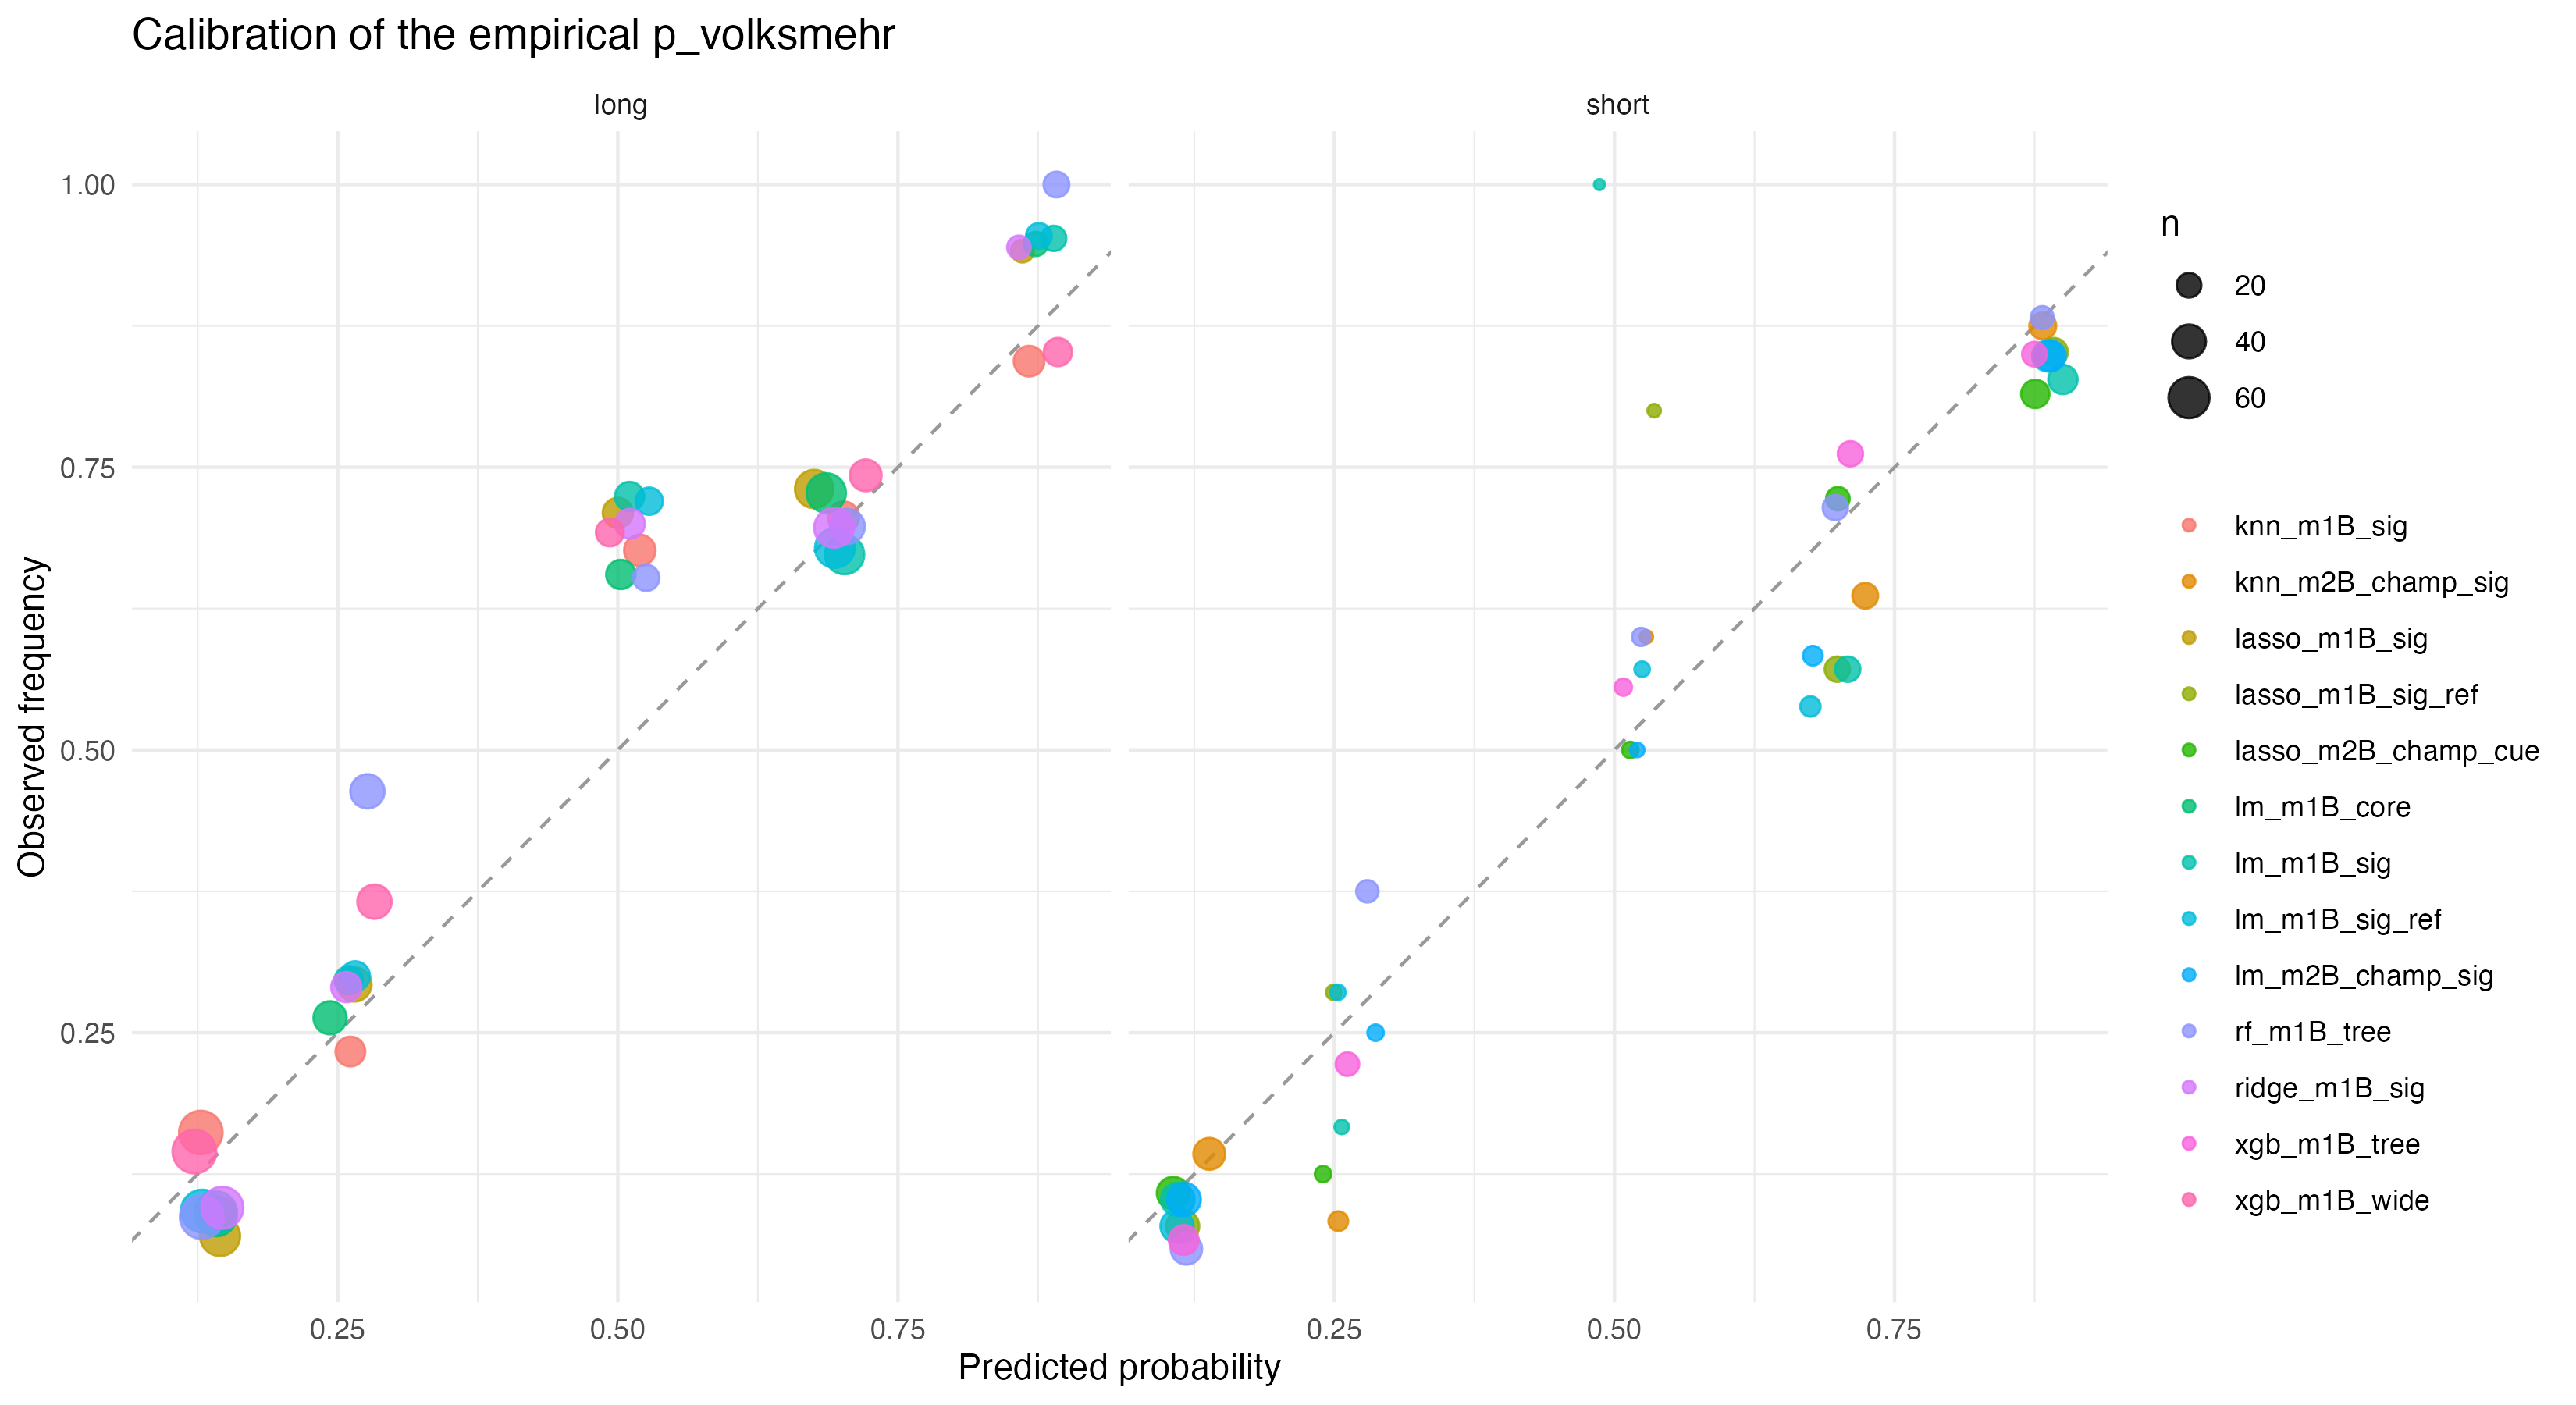 Calibration of the empirical p_volksmehr
long
short
1.00
0.75
0.50
0.25
Observed frequency
0.25
0.50
0.75
0.25
0.50
0.75
Predicted probability
n
20
40
60
knn_m1B_sig
knn_m2B_champ_sig
lasso_m1B_sig
lasso_m1B_sig_ref
lasso_m2B_champ_cue
lm_m1B_core
lm_m1B_sig
lm_m1B_sig_ref
lm_m2B_champ_sig
rf_m1B_tree
ridge_m1B_sig
xgb_m1B_tree
xgb_m1B_wide